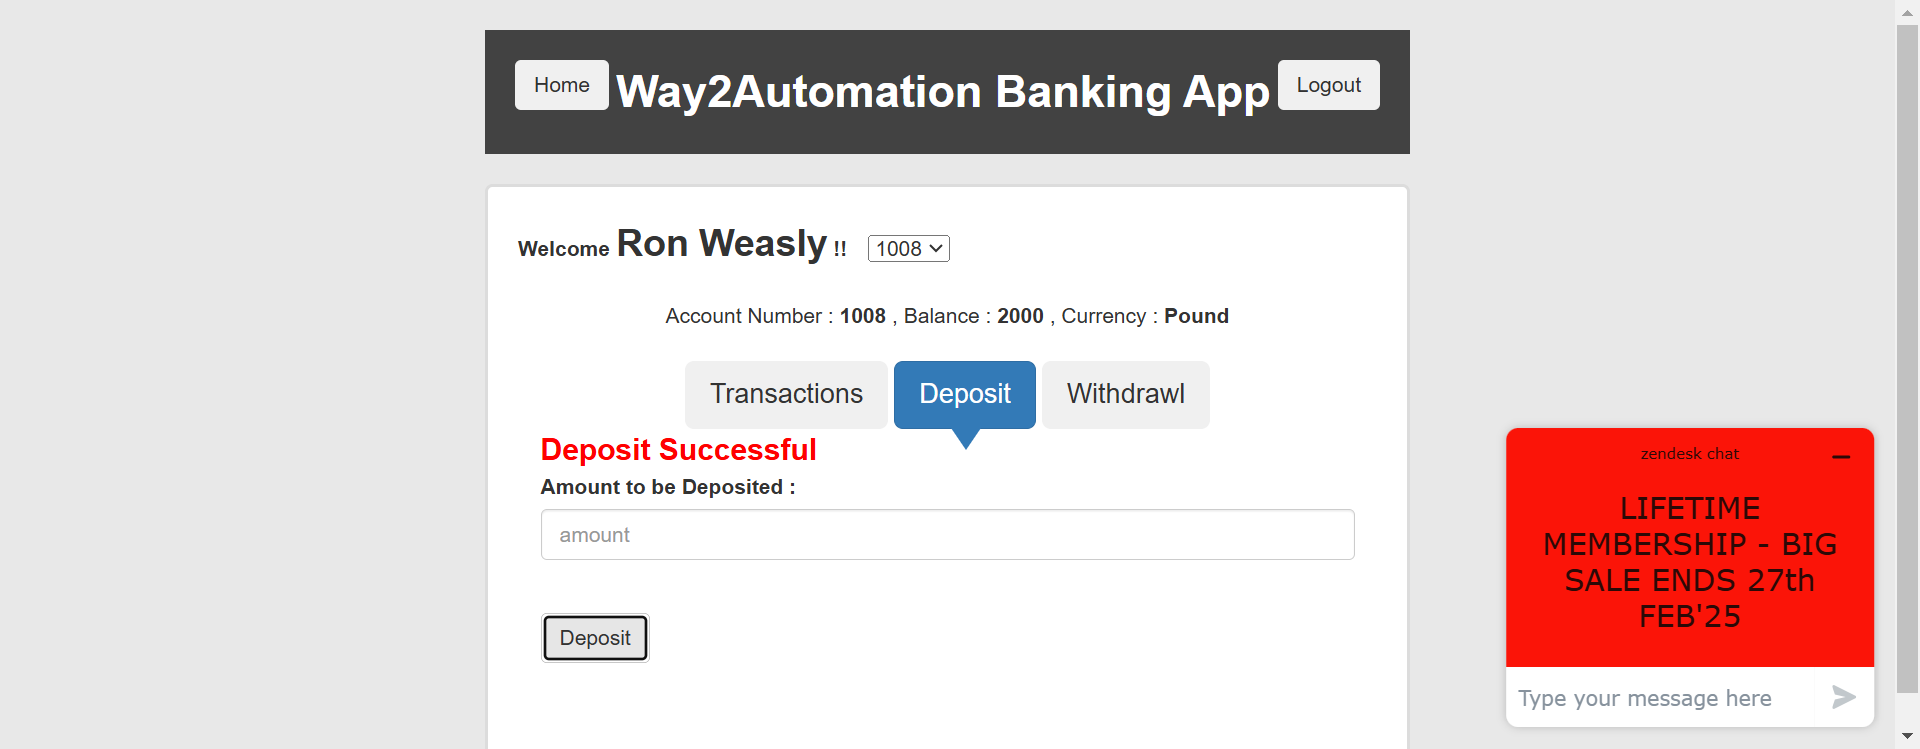 Home
Way2Automation Banking App
Logout
Welcome Ron Weasly !! 1008
Account Number : 1008 , Balance : 2000 , Currency : Pound
Transactions
Deposit
Withdrawl
Deposit Successful
Amount to be Deposited :
amount
Deposit
zendesk chat
LIFETIME
MEMBERSHIP - BIG
SALE ENDS 27th
FEB'25
Type your message here